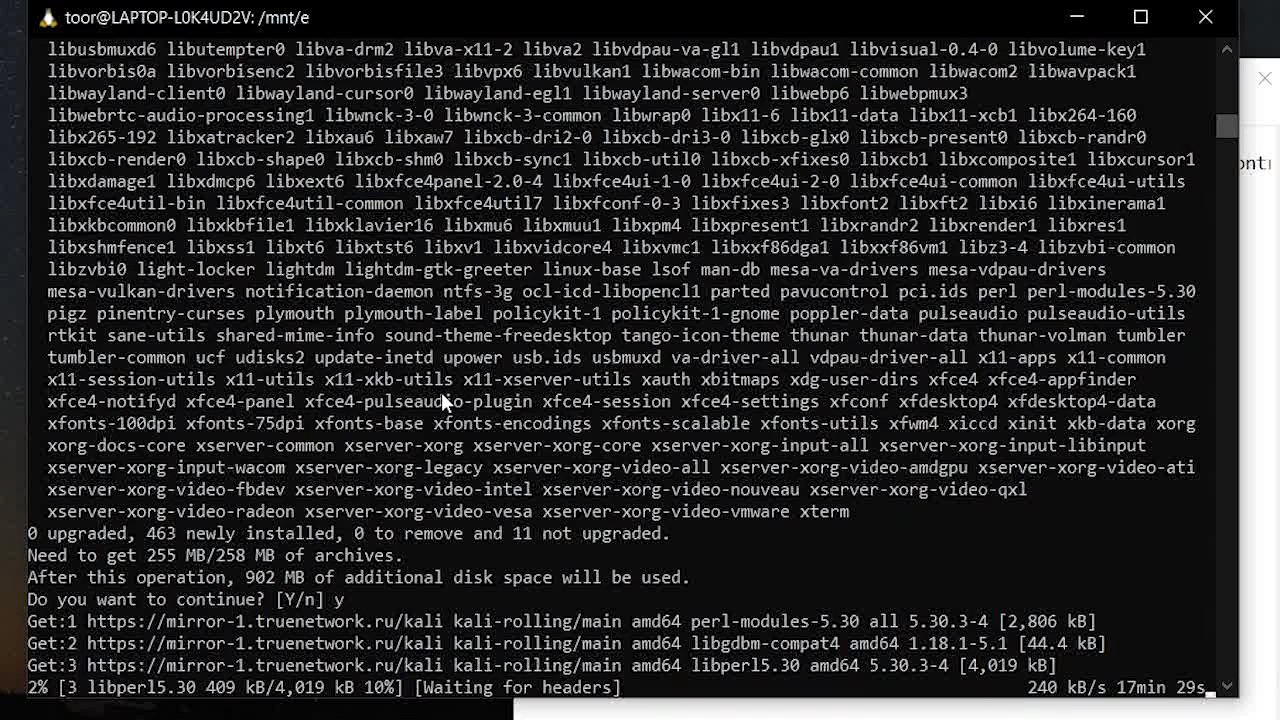 toor@LAPTOP-L0K4UD2V: /mnt/e
libusbmuxd6 libutempter0 libva-drm2 libva-x11-2 libva2 libvdpau-va-gl1 libvdpau1 libvisual-0.4-0 libvolume-key1
libvorbis0a libvorbisenc2 libvorbisfile3 libvpx6 libvulkan1 libwacom-bin libwacom-common libwacom2 libwavpack1
libwayland-client0 libwayland-cursor0 libwayland-egl1 libwayland-server0 libwebp6 libwebpmux3
libwebrtc-audio-processing1 libwnck-3-0 libwnck-3-common libwrap0 libx11-6 libx11-data libx11-xcb1 libx264-160
libx265-192 libxatracker2 libxau6 libxaw7 libxcb-dri2-0 libxcb-dri3-0 libxcb-glx0 libxcb-present0 libxcb-randr0
libxcb-render0 libxcb-shape0 libxcb-shm0 libxcb-sync1 libxcb-util0 libxcb-xfixes0 libxcb1 libxcomposite1 libxcursor1
libxdamage1 libxdmcp6 libxext6 libxfce4panel-2.0-4 libxfce4ui-1-0 libxfce4ui-2-0 libxfce4ui-common libxfce4ui-utils
libxfce4util-bin libxfce4util-common libxfce4util7 libxfconf-0-3 libxfixes3 libxfont2 libxft2 libxi6 libxinerama1
libxkbcommon0 libxkbfile1 libxklavier16 libxmu6 libxmuu1 libxpm4 libxpresent1 libxrandr2 libxrender1 libxres1
libxshmfence1 libxss1 libxt6 libxtst6 libxv1 libxvidcore4 libxvmc1 libxxf86dga1 libxxf86vm1 libz3-4 libzvbi-common
libzvbi0 light-locker lightdm lightdm-gtk-greeter linux-base lsof man-db mesa-va-drivers mesa-vdpau-drivers
mesa-vulkan-drivers notification-daemon ntfs-3g ocl-icd-libopencl1 parted pavucontrol pci.ids perl perl-modules-5.30
pigz pinentry-curses plymouth plymouth-label policykit-1 policykit-1-gnome poppler-data pulseaudio pulseaudio-utils
rtkit sane-utils shared-mime-info sound-theme-freedesktop tango-icon-theme thunar thunar-data thunar-volman tumbler
tumbler-common ucf udisks2 update-inetd upower usb.ids usbmuxd va-driver-all vdpau-driver-all x11-apps x11-common
x11-session-utils x11-utils x11-xkb-utils x11-xserver-utils xauth xbitmaps xdg-user-dirs xfce4 xfce4-appfinder
xfce4-notifyd xfce4-panel xfce4-pulseaudio-plugin xfce4-session xfce4-settings xfconf xfdesktop4 xfdesktop4-data
xfonts-100dpi xfonts-75dpi xfonts-base xfonts-encodings xfonts-scalable xfonts-utils xfwm4 xiccd xinit xkb-data xorg
xorg-docs-core xserver-common xserver-xorg xserver-xorg-core xserver-xorg-input-all xserver-xorg-input-libinput
xserver-xorg-input-wacom xserver-xorg-legacy xserver-xorg-video-all xserver-xorg-video-amdgpu xserver-xorg-video-ati
xserver-xorg-video-fbdev xserver-xorg-video-intel xserver-xorg-video-nouveau xserver-xorg-video-qxl
xserver-xorg-video-radeon xserver-xorg-video-vesa xserver-xorg-video-vmware xterm
0 upgraded, 463 newly installed, 0 to remove and 11 not upgraded.
Need to get 255 MB/258 MB of archives.
After this operation, 902 MB of additional disk space will be used.
Do you want to continue? [Y/n] y
Get:1 https://mirror-1.truenetwork.ru/kali kali-rolling/main amd64 perl-modules-5.30 all 5.30.3-4 [2,806 kB]
Get:2 https://mirror-1.truenetwork.ru/kali kali-rolling/main amd64 libgdbm-compat4 amd64 1.18.1-5.1 [44.4 kB]
Get:3 https://mirror-1.truenetwork.ru/kali kali-rolling/main amd64 libperl5.30 amd64 5.30.3-4 [4,019 kB]
2% [3 libperl5.30 409 kB/4,019 kB 10%] [Waiting for headers] 240 kB/s 17min 29s